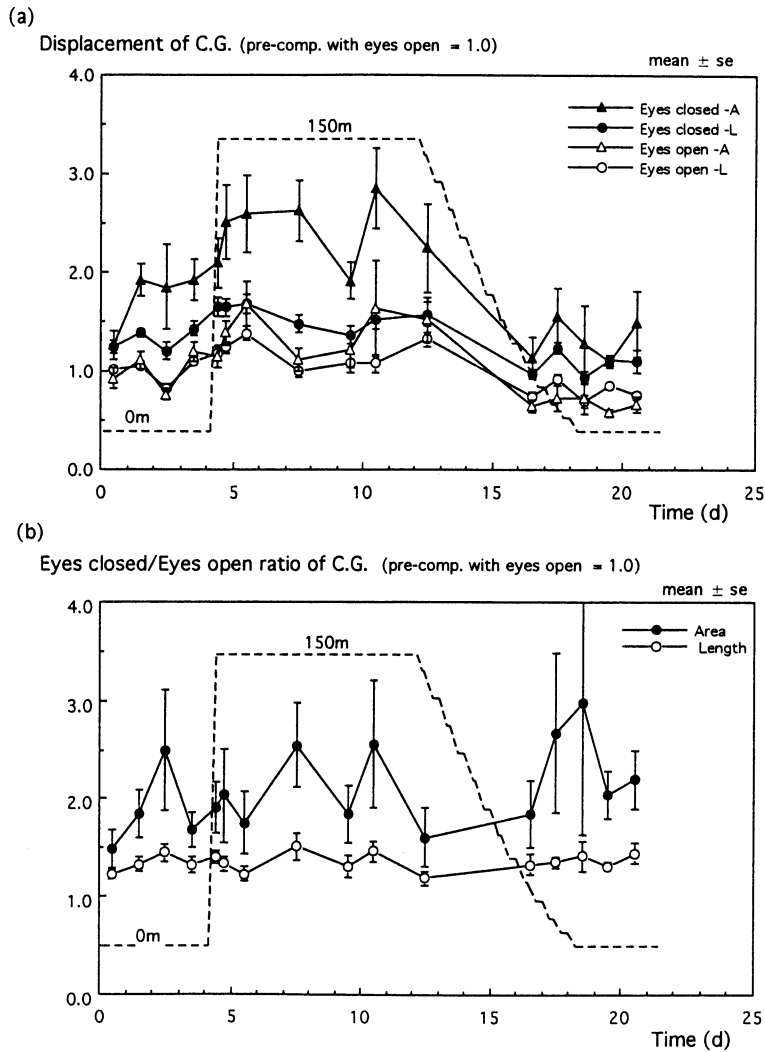 (a)
Displacement of C.G. (pre-comp. with eyes open = 1.0)
mean ± se
4.0
150m
Eyes closed -A
Eyes closed -L
Eyes open -A
Eyes open -L
3.0
2.0
1.0
0m
0.0
0 5 10 15 20 25
Time (d)
(b)
Eyes closed/Eyes open ratio of C.G. (pre-comp. with eyes open = 1.0)
mean ± se
4.0
150m
Area
Length
3.0
2.0
1.0
0m
0.0
0 5 10 15 20 25
Time (d)